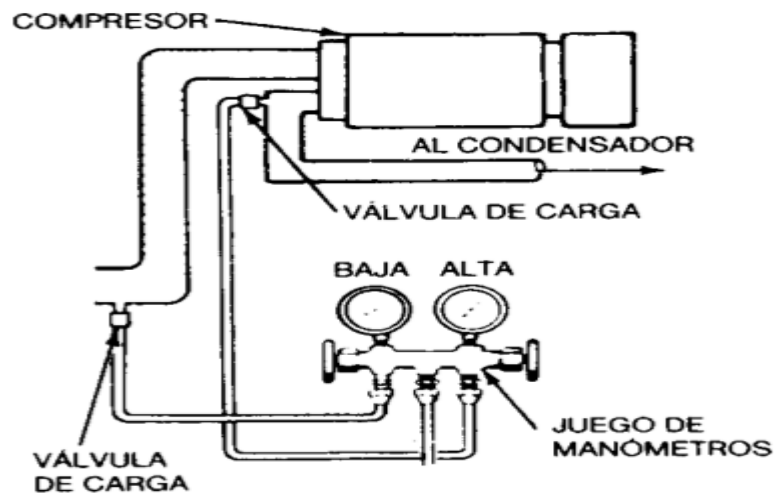 COMPRESOR
AL CONDENSADOR
VÁLVULA DE CARGA
BAJA
ALTA
JUEGO DE
MANÓMETROS
VÁLVULA
DE CARGA